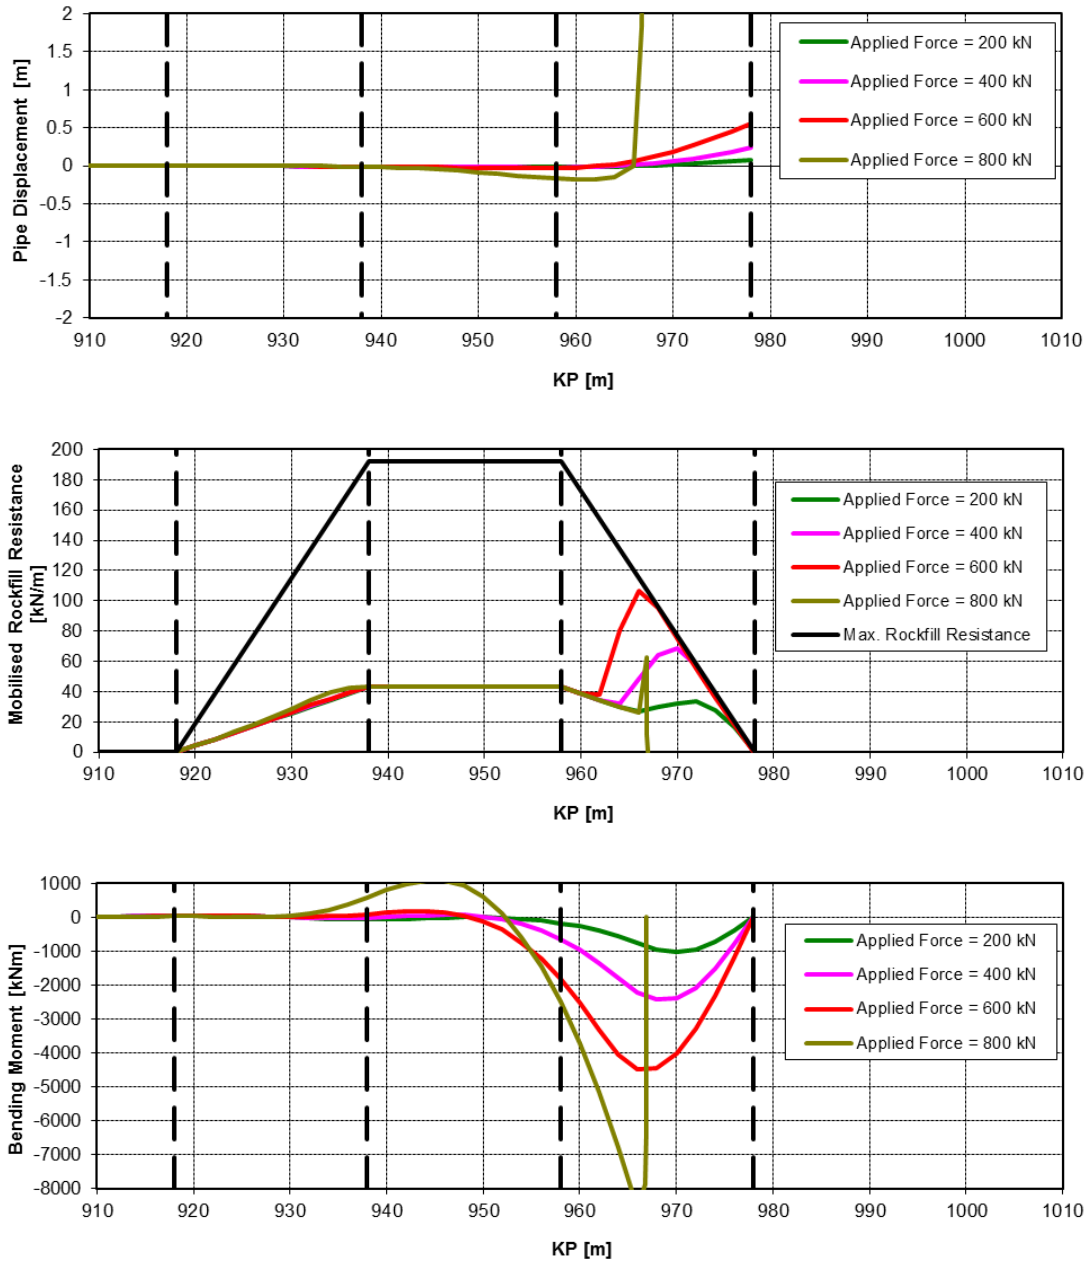 Pipe Displacement [m]
2
1.5
1
0.5
0
-0.5
-1
-1.5
-2
910 920 930 940 950 960 970 980 990 1000 1010
KP [m]
Applied Force = 200 kN
Applied Force = 400 kN
Applied Force = 600 kN
Applied Force = 800 kN
Mobilised Rockfill Resistance
[kN/m]
200
180
160
140
120
100
80
60
40
20
0
910 920 930 940 950 960 970 980 990 1000 1010
KP [m]
Applied Force = 200 kN
Applied Force = 400 kN
Applied Force = 600 kN
Applied Force = 800 kN
Max. Rockfill Resistance
Bending Moment [kNm]
1000
0
-1000
-2000
-3000
-4000
-5000
-6000
-7000
-8000
910 920 930 940 950 960 970 980 990 1000 1010
KP [m]
Applied Force = 200 kN
Applied Force = 400 kN
Applied Force = 600 kN
Applied Force = 800 kN